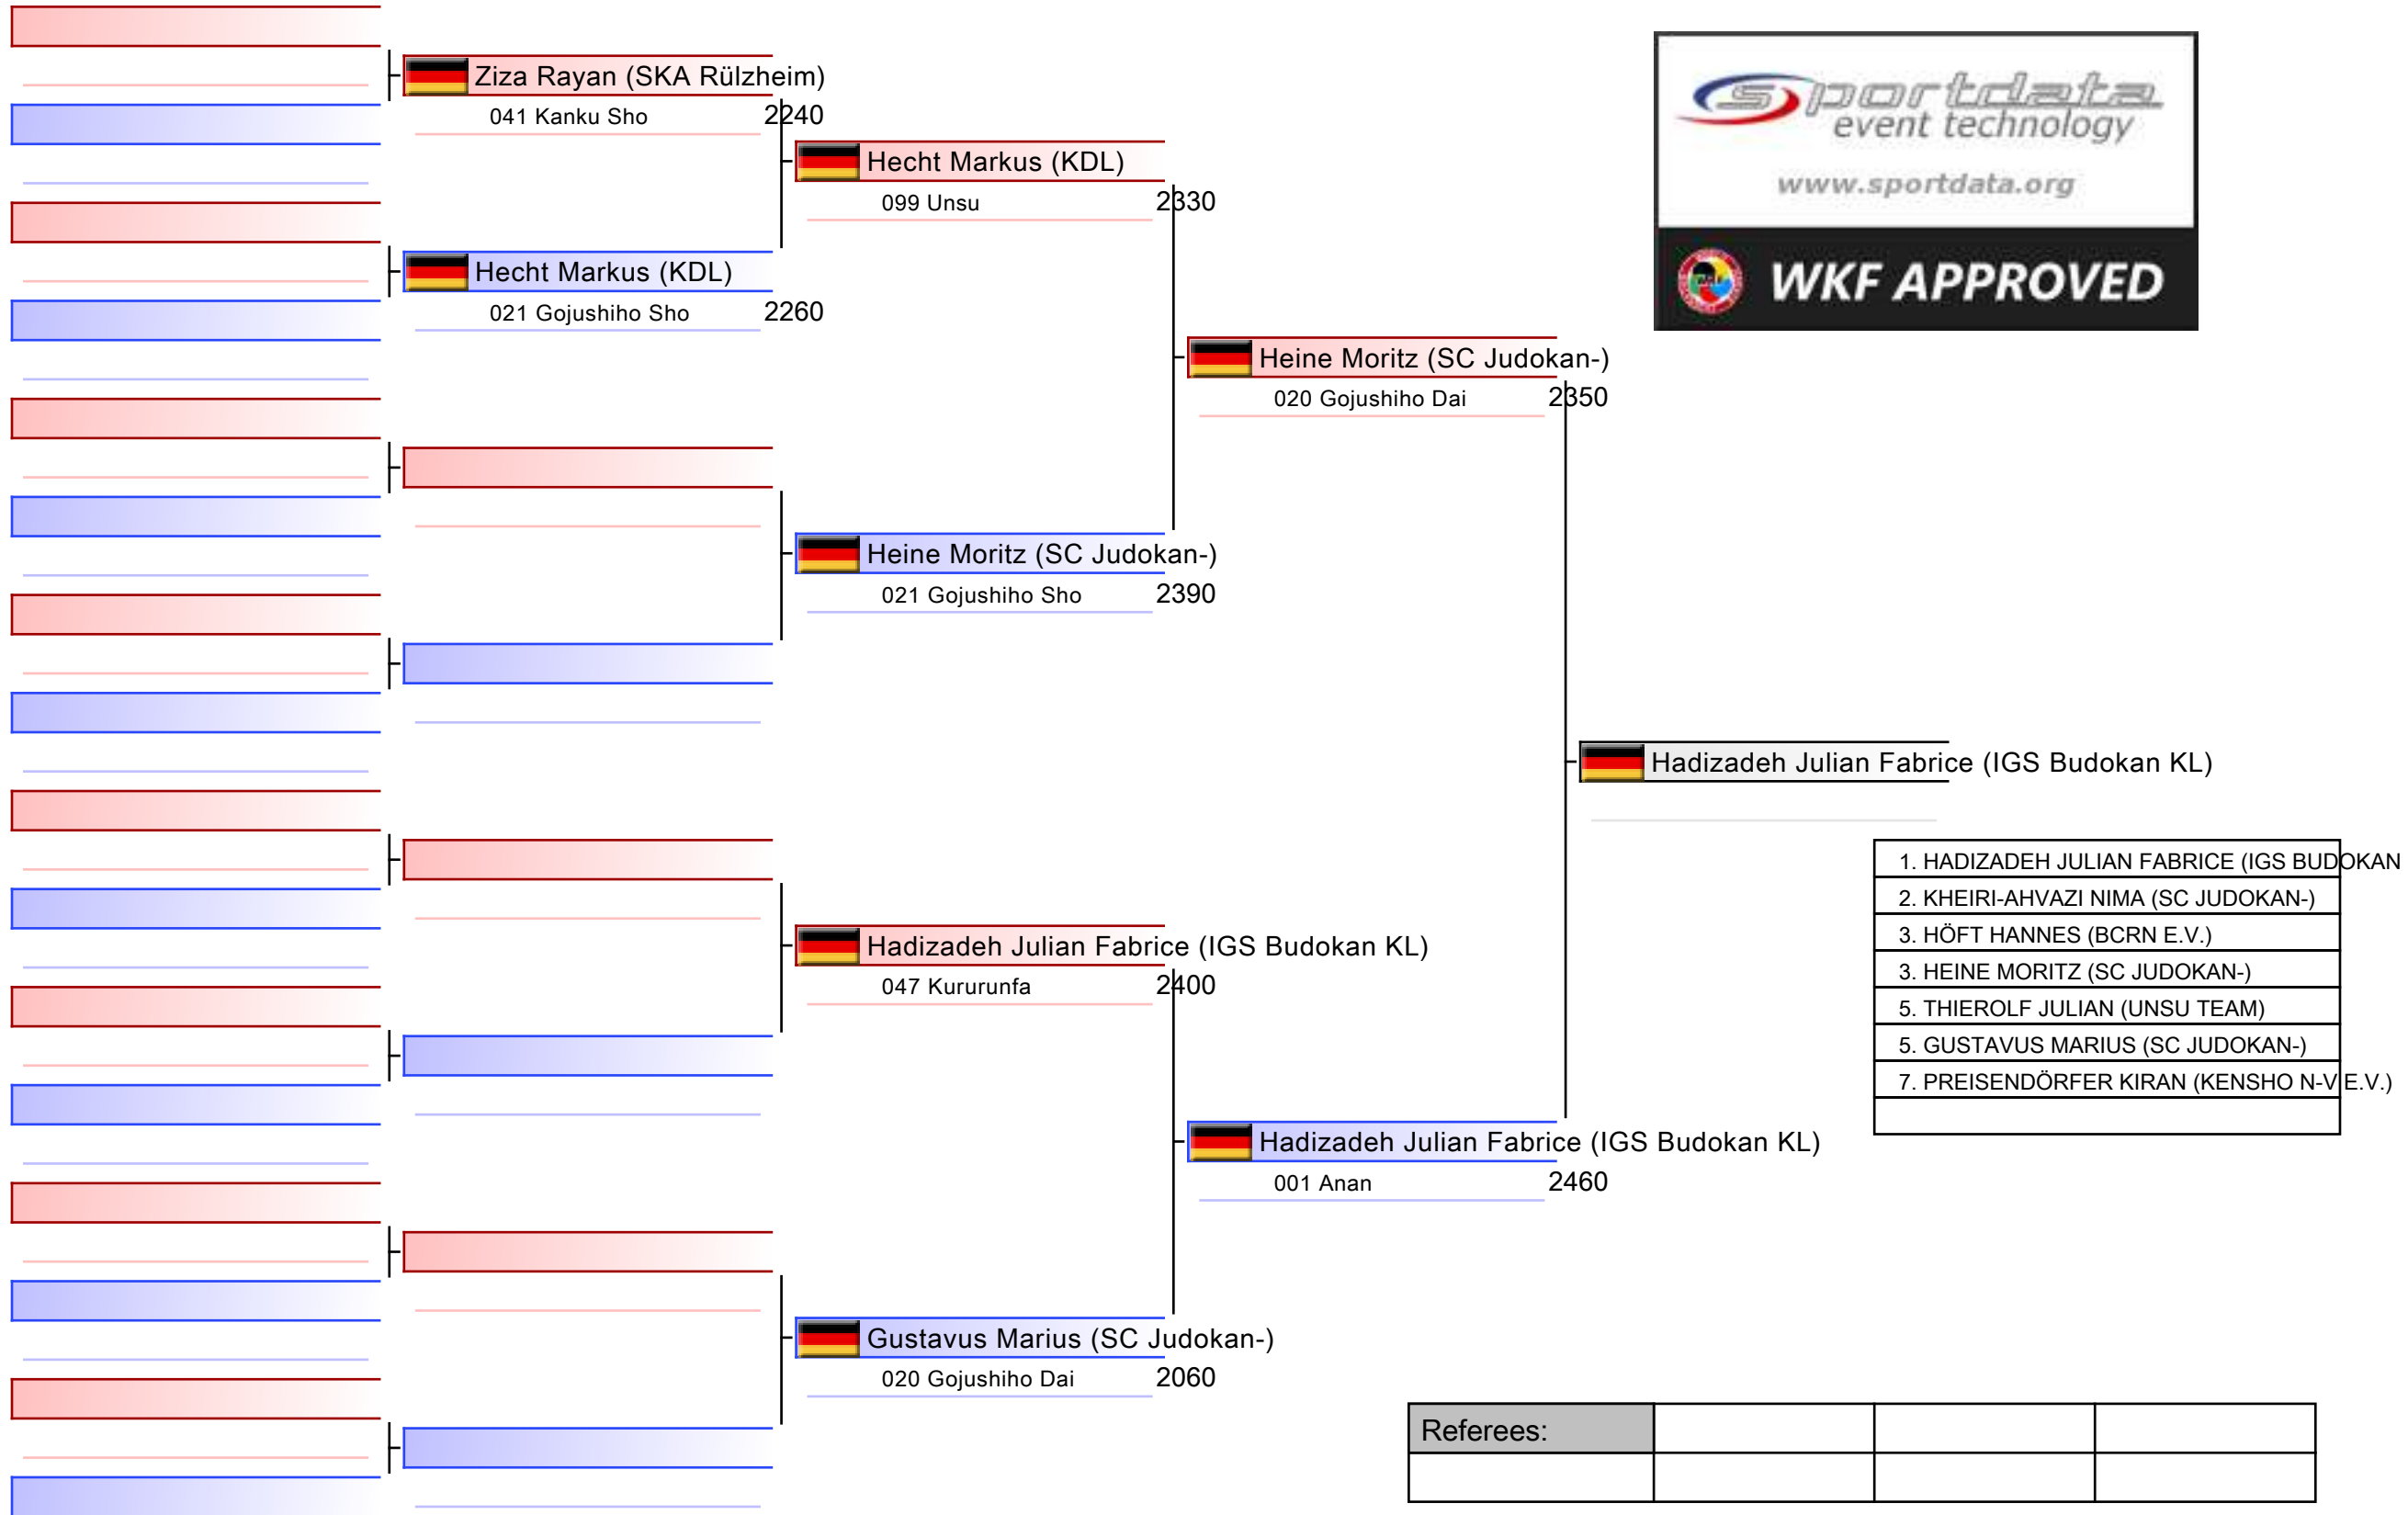 Ziza Rayan (SKA Rülzheim)
041 Kanku Sho 2240
Hecht Markus (KDL)
099 Unsu 2330
Hecht Markus (KDL)
021 Gojushiho Sho 2260
Heine Moritz (SC Judokan-)
020 Gojushiho Dai 2350
Heine Moritz (SC Judokan-)
021 Gojushiho Sho 2390
Hadizadeh Julian Fabrice (IGS Budokan KL)
Hadizadeh Julian Fabrice (IGS Budokan KL)
047 Kururunfa 2400
Hadizadeh Julian Fabrice (IGS Budokan KL)
001 Anan 2460
Gustavus Marius (SC Judokan-)
020 Gojushiho Dai 2060
sportdata
event technology
www.sportdata.org
WKF APPROVED
1. HADIZADEH JULIAN FABRICE (IGS BUDOKAN
2. KHEIRI-AHVAZI NIMA (SC JUDOKAN-)
3. HÖFT HANNES (BCRN E.V.)
3. HEINE MORITZ (SC JUDOKAN-)
5. THIEROLF JULIAN (UNSU TEAM)
5. GUSTAVUS MARIUS (SC JUDOKAN-)
7. PREISENDÖRFER KIRAN (KENSHO N-V E.V.)
Referees: